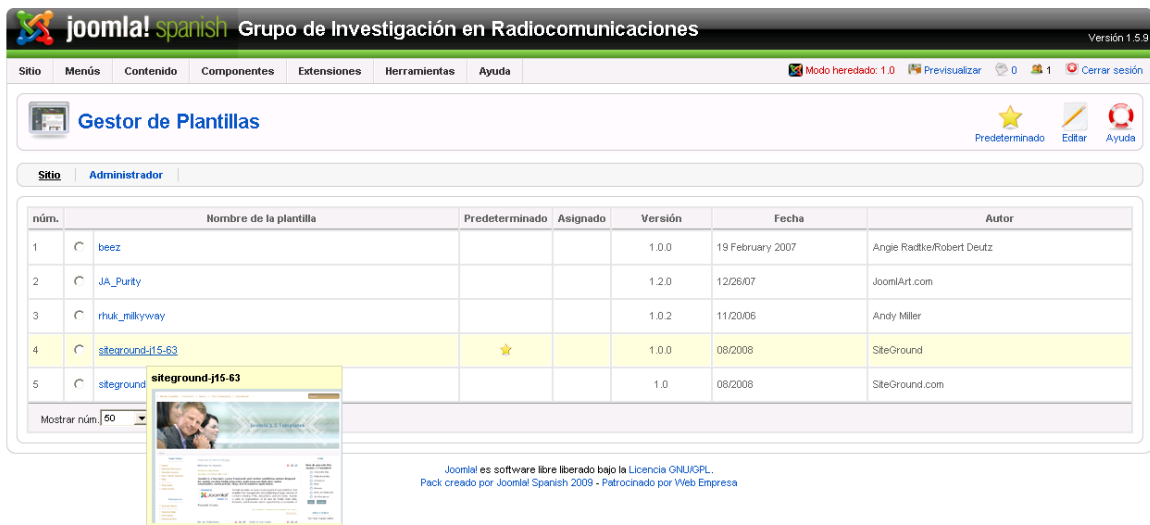 joomla! spanish Grupo de Investigación en Radiocomunicaciones
Versión 1.5.9
Sitio Menús Contenido Componentes Extensiones Herramientas Ayuda Modo heredado: 1.0 Previsualizar 0 1 Cerrar sesión
Gestor de Plantillas
Predeterminado Editar Ayuda
Sitio Administrador
núm. Nombre de la plantilla Predeterminado Asignado Versión Fecha Autor
1 beez 1.0.0 19 February 2007 Angie Radtke/Robert Deutz
2 JA_Purity 1.2.0 12/26/07 JoomlArt.com
3 rhuk_milkyway 1.0.2 11/20/06 Andy Miller
4 siteground-j15-63 1.0.0 08/2008 SiteGround
5 siteground 1.0 08/2008 SiteGround.com
siteground-j15-63
Mostrar núm. 50
Joomla! 1.5 Templates
Joomla!
Joomla! es software libre liberado bajo la Licencia GNU/GPL.
Pack creado por Joomla! Spanish 2009 - Patrocinado por Web Empresa